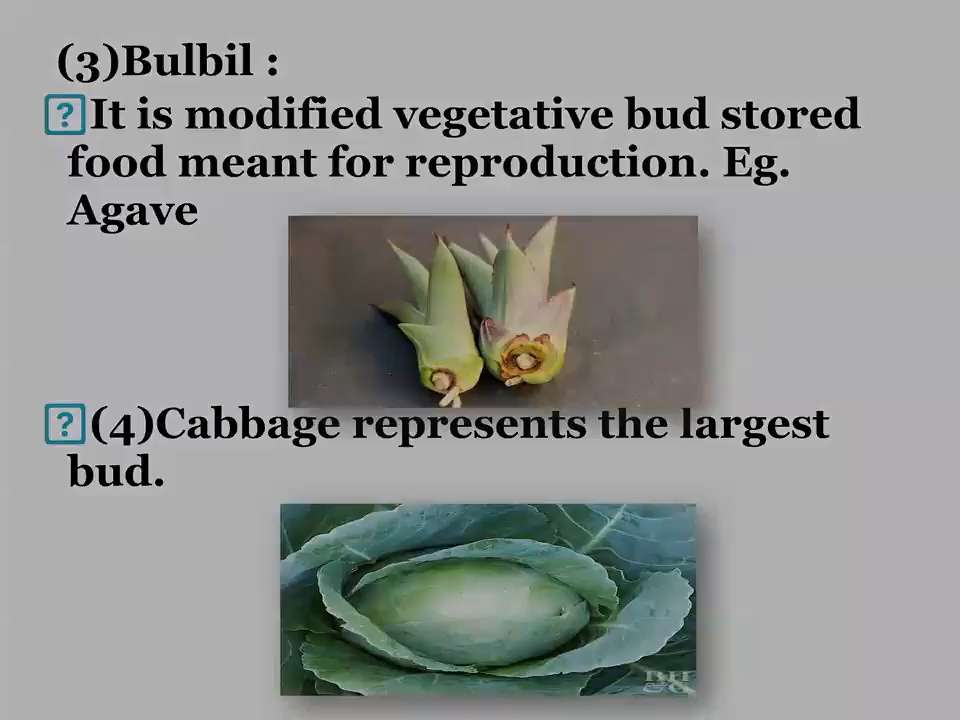 (3)Bulbil :
It is modified vegetative bud stored
food meant for reproduction. Eg.
Agave
(4)Cabbage represents the largest
bud.
BH
&G